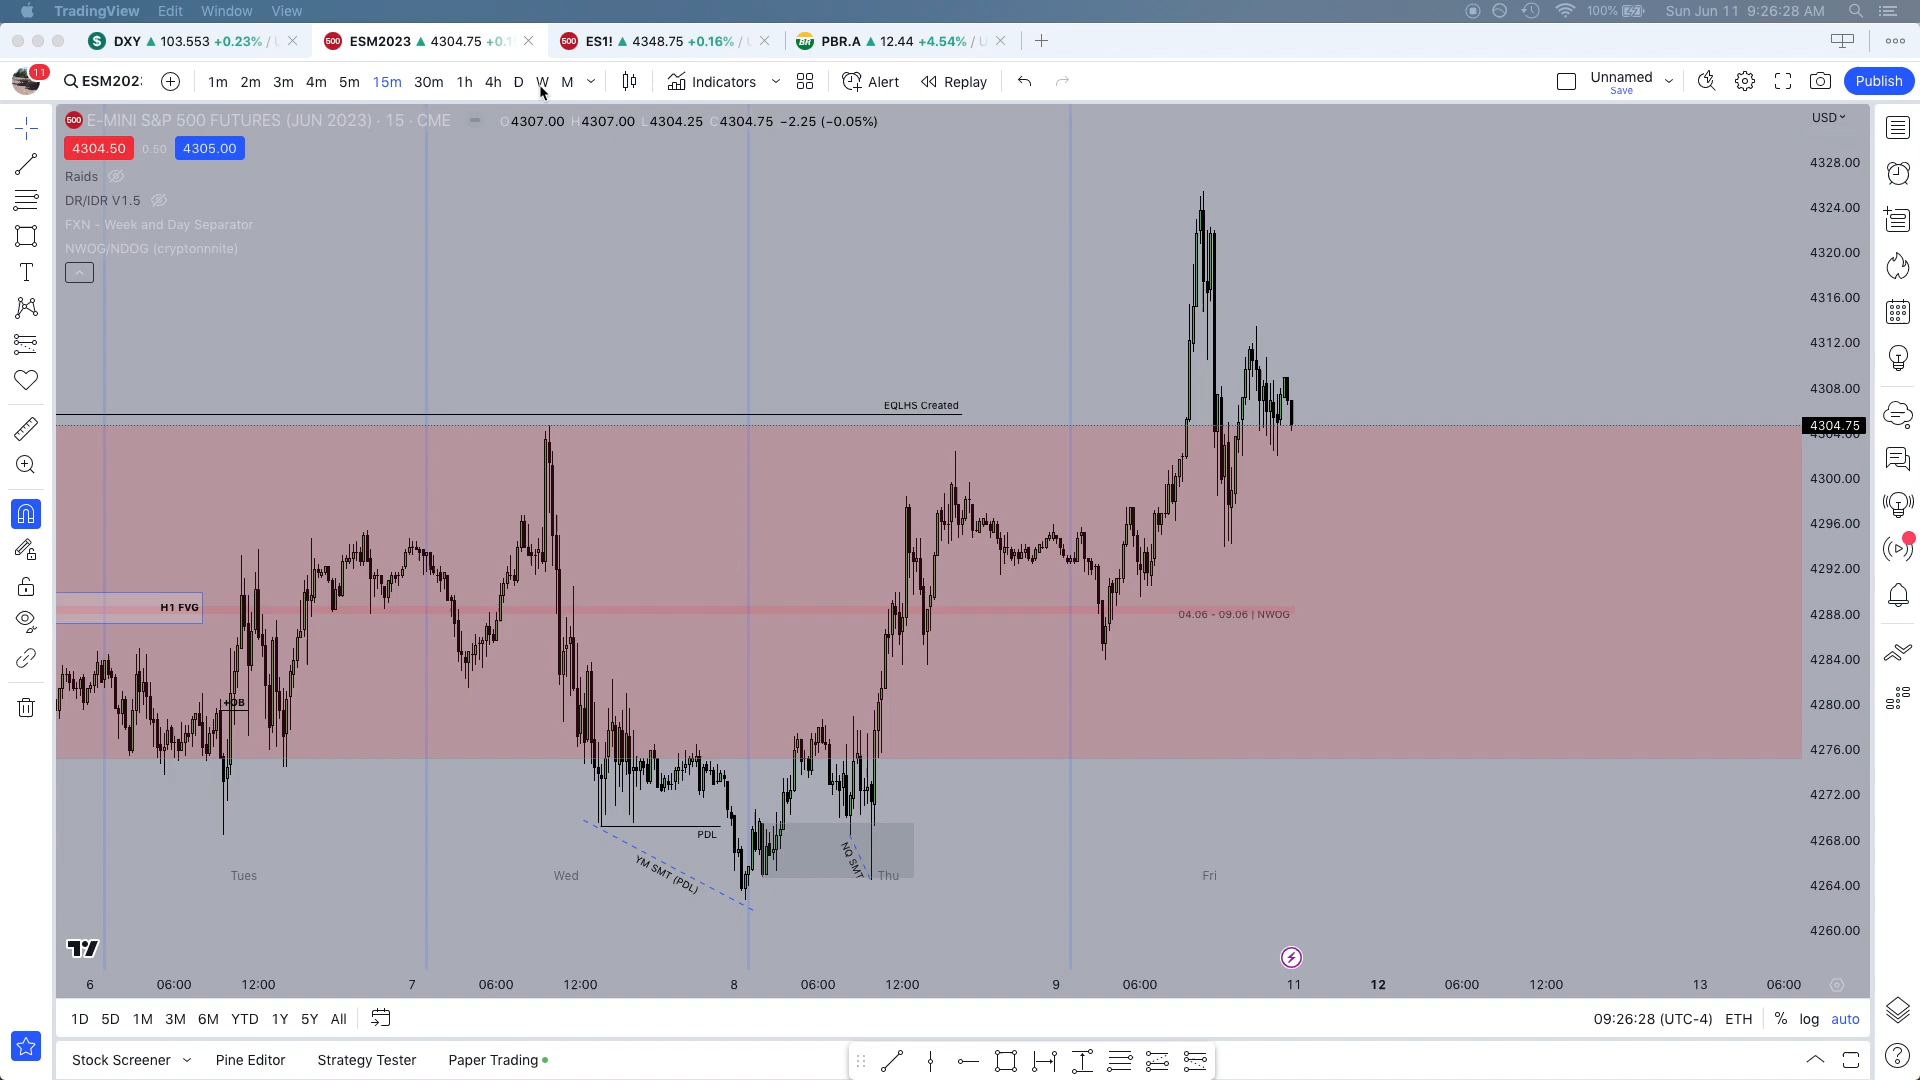 TradingView Edit Window View 100% Sun Jun 11 9:26:28 AM
DXY 103.553 +0.23% / ESM2023 4304.75 ES1! 4348.75 +0.16% / PBR.A 12.44 +4.54% /
11 ESM202 1m 2m 3m 4m 5m 15m 30m 1h 4h D W M Indicators Alert Replay Unnamed Save Publish
500 E-MINI S&P 500 FUTURES (JUN 2023) · 15 · CME O4307.00 H4307.00 L4304.25 C4304.75 −2.25 (−0.05%)
USD
4304.50 0.50 4305.00
Raids
DR/IDR V1.5
FXN - Week and Day Separator
NWOG/NDOG (cryptonnnite)
4328.00
4324.00
4320.00
4316.00
4312.00
4308.00
EQLHS Created
4304.75
4304.00
4300.00
4296.00
4292.00
H1 FVG
04.06 - 09.06 | NWOG
4288.00
4284.00
+OB
4280.00
4276.00
4272.00
PDL
4268.00
YM SMT (PDL)
NQ SMT
Tues Wed Thu Fri
4264.00
4260.00
6 06:00 12:00 7 06:00 12:00 8 06:00 12:00 9 06:00 11 12 06:00 12:00 13 06:00
1D 5D 1M 3M 6M YTD 1Y 5Y All 09:26:28 (UTC-4) ETH % log auto
Stock Screener Pine Editor Strategy Tester Paper Trading